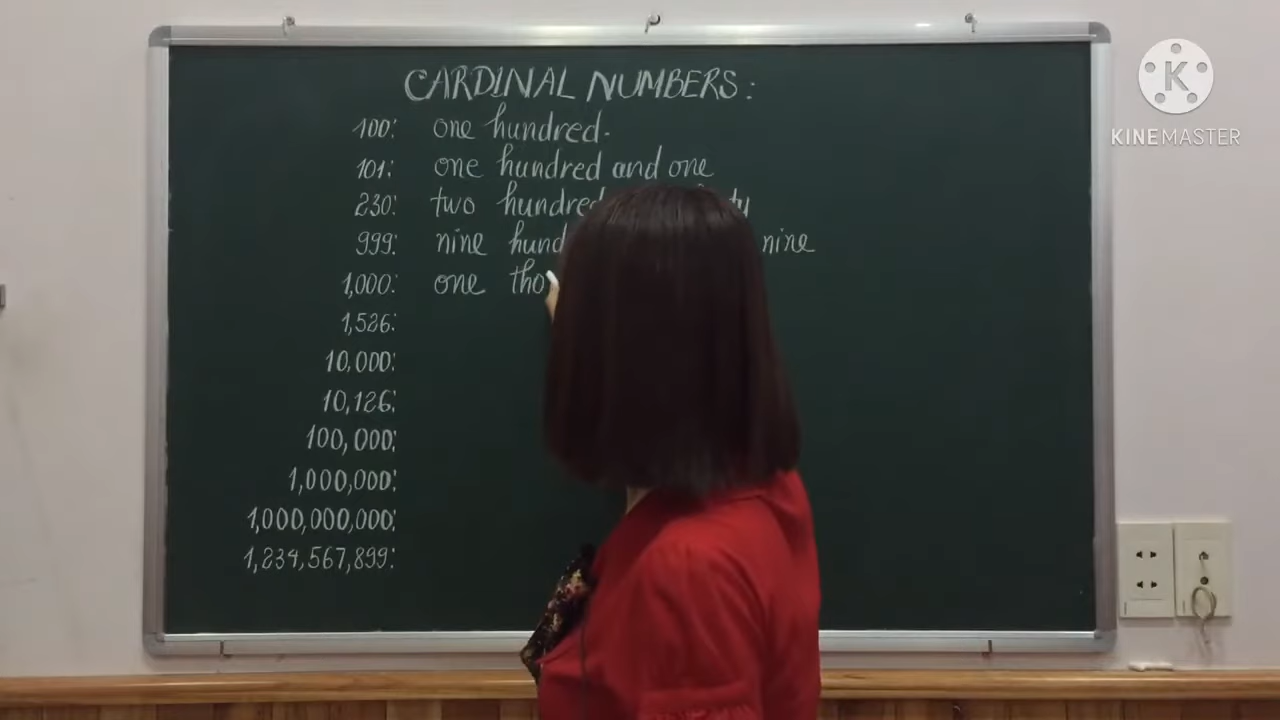 CARDINAL NUMBERS:
100: one hundred.
101: one hundred and one
230: two hundred
999: nine hund nine
1,000: one tho
1,526:
10,000:
10,126:
100,000:
1,000,000:
1,000,000,000:
1,234,567,899:
K
KINEMASTER